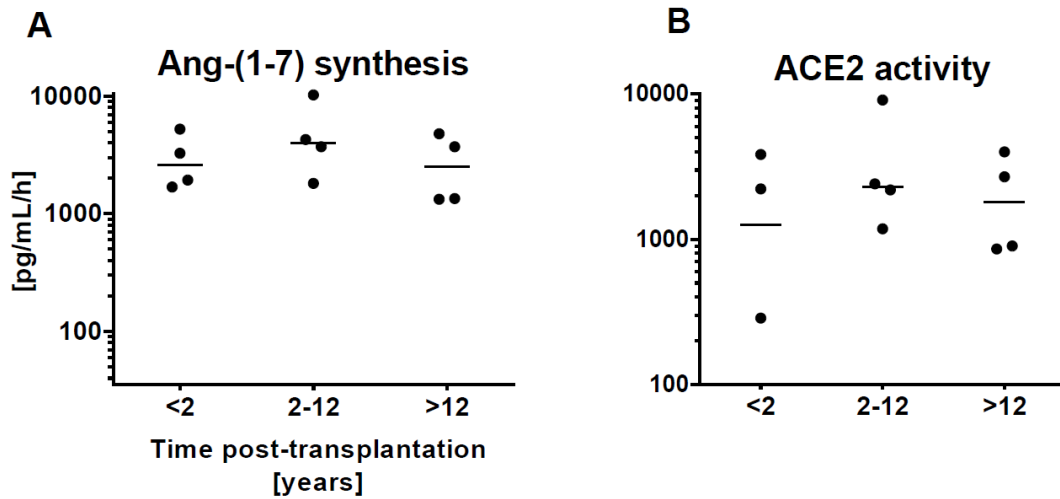 A
Ang-(1-7) synthesis
10000
1000
100
[pg/mL/h]
<2 2-12 >12
Time post-transplantation
[years]
B
ACE2 activity
10000
1000
100
<2 2-12 >12